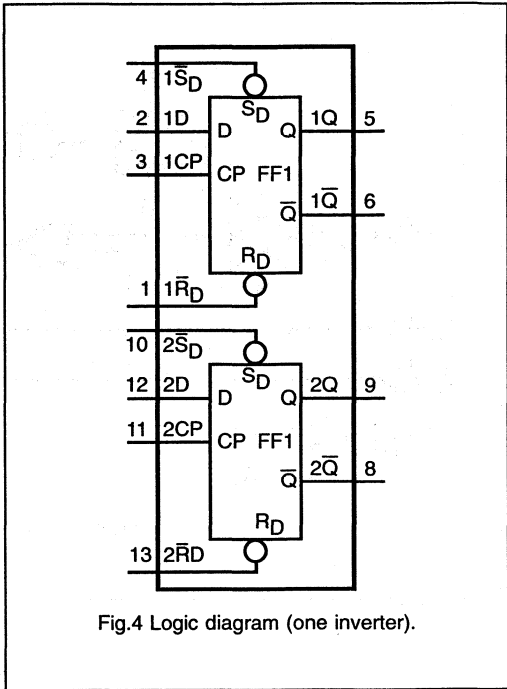 4 1S̅D
SD
2 1D D Q 1Q 5
3 1CP CP FF1
Q̅ 1Q̅ 6
RD
1 1R̅D
10 2S̅D
SD
12 2D D Q 2Q 9
11 2CP CP FF1
Q̅ 2Q̅ 8
RD
13 2R̅D
Fig.4 Logic diagram (one inverter).